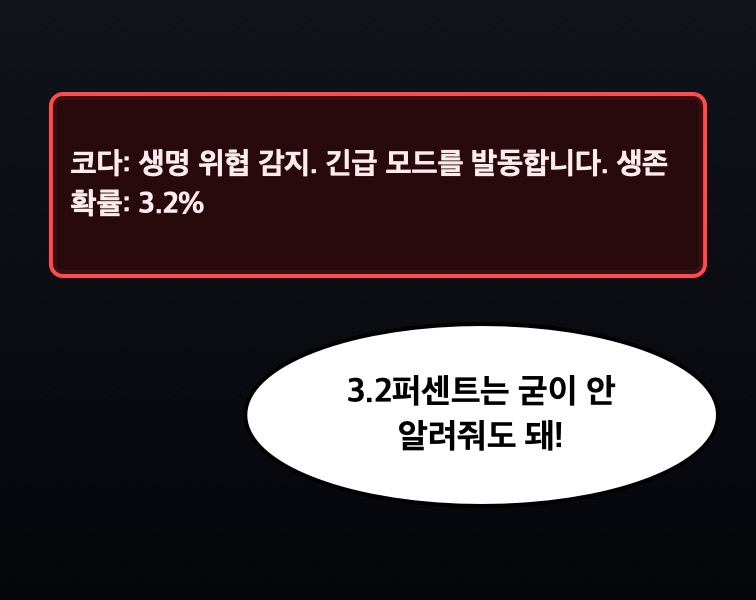 코다: 생명 위협 감지. 긴급 모드를 발동합니다. 생존
확률: 3.2%
3.2퍼센트는 굳이 안
알려줘도 돼!